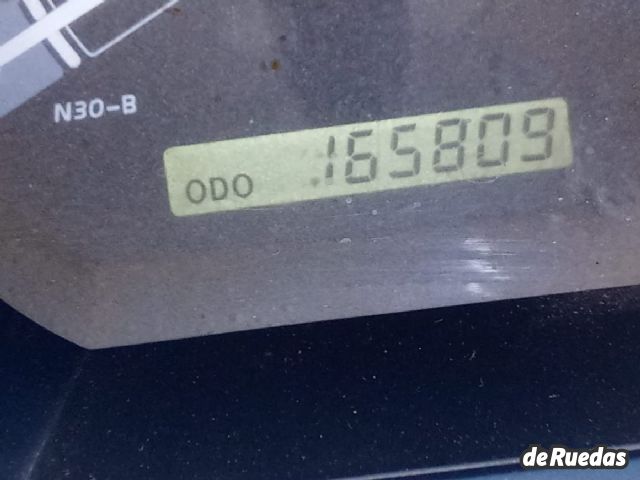 N30-B
ODO 165809
deRuedas